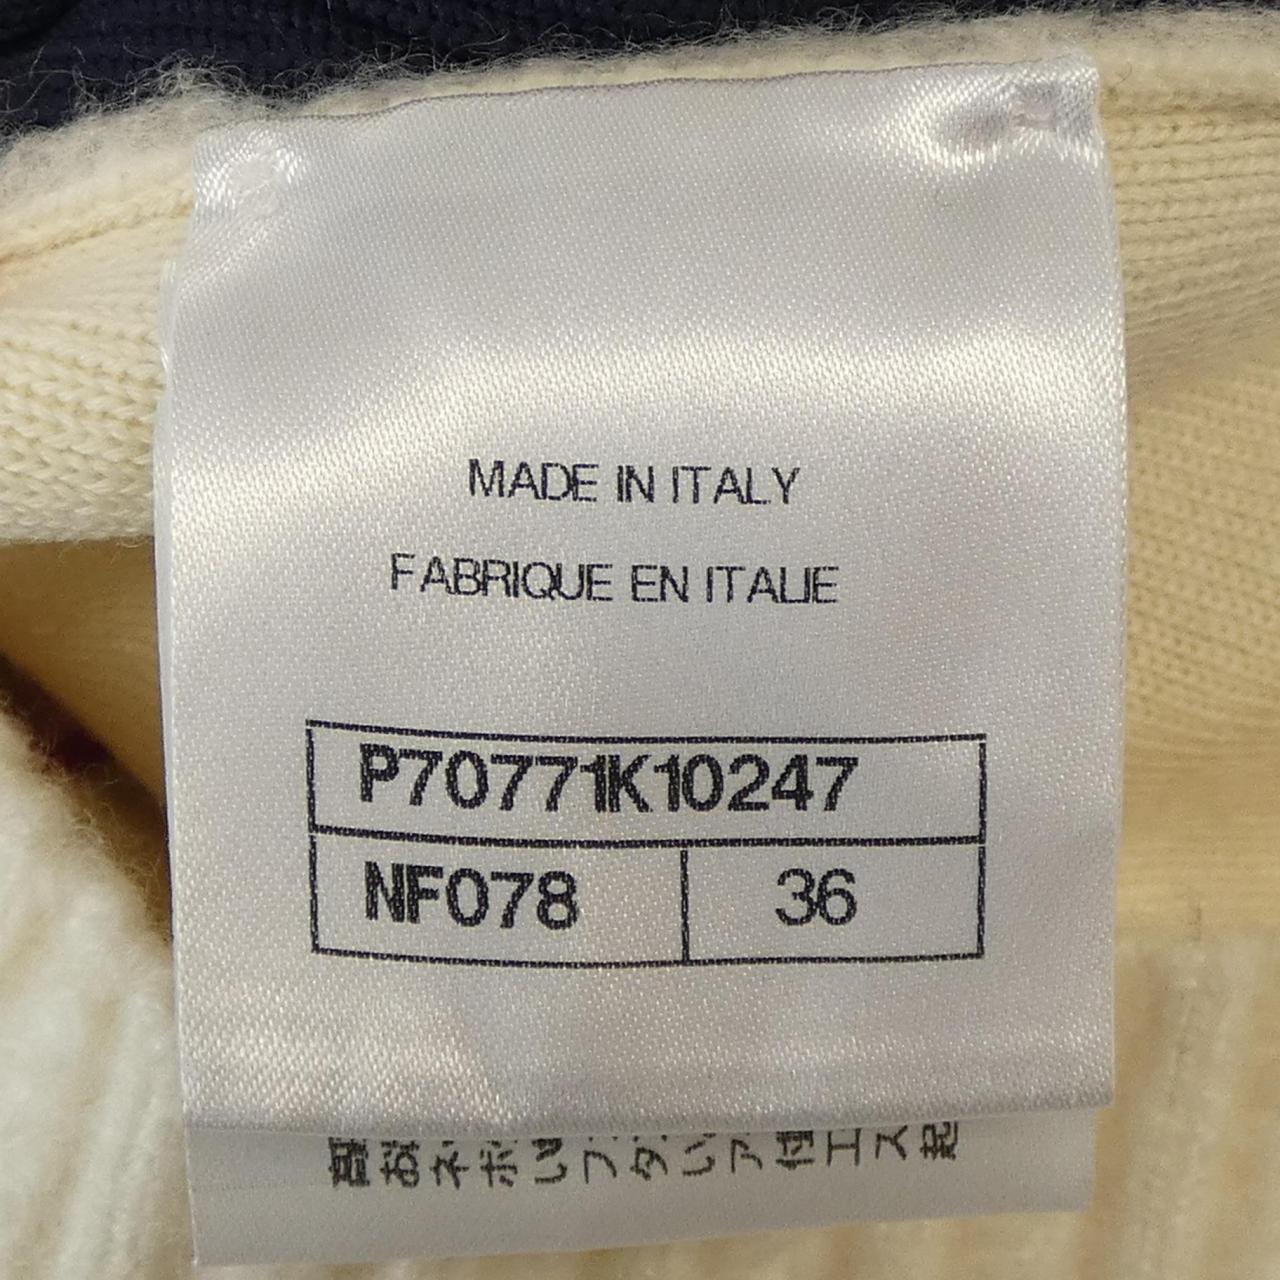 MADE IN ITALY
FABRIQUE EN ITALIE
P70771K10247
NF078 36